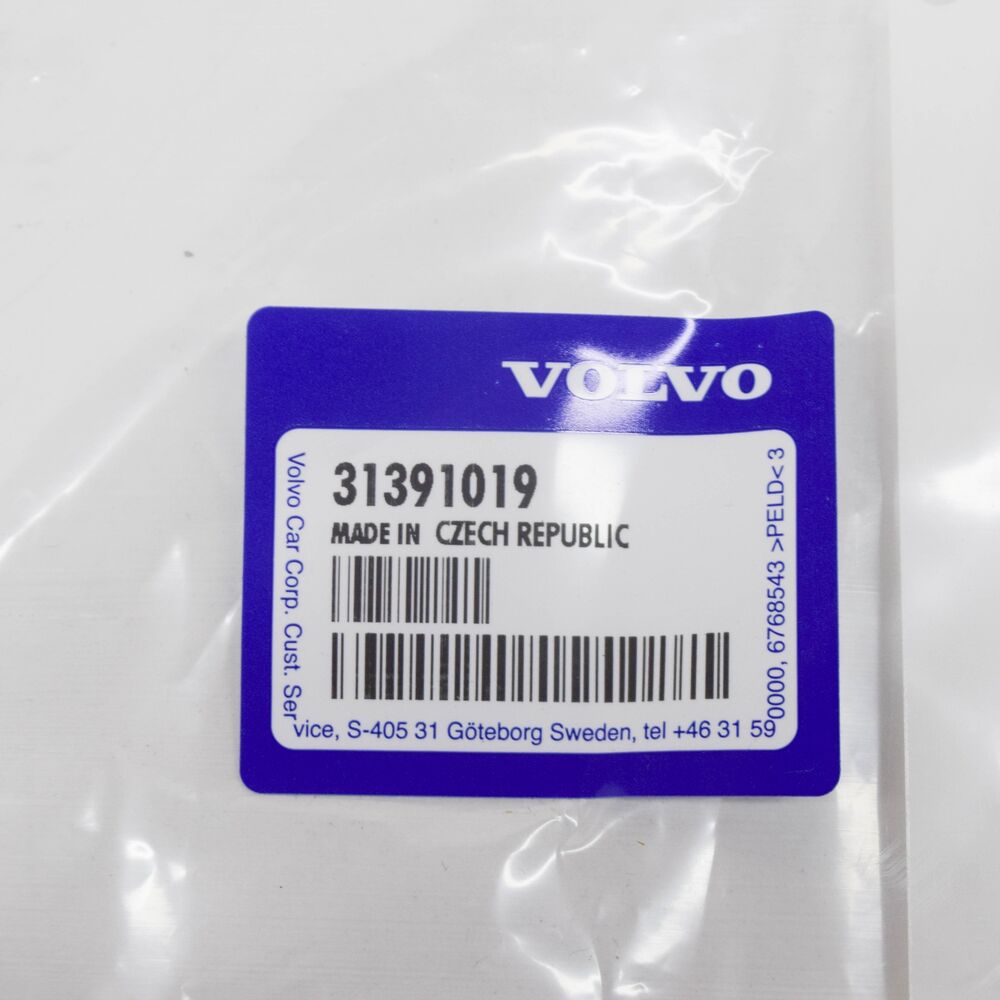 VOLVO
31391019
MADE IN CZECH REPUBLIC
Volvo Car Corp. Cust. Service, S-405 31 Göteborg Sweden, tel +46 31 590000, 6768543 >PELD< 3